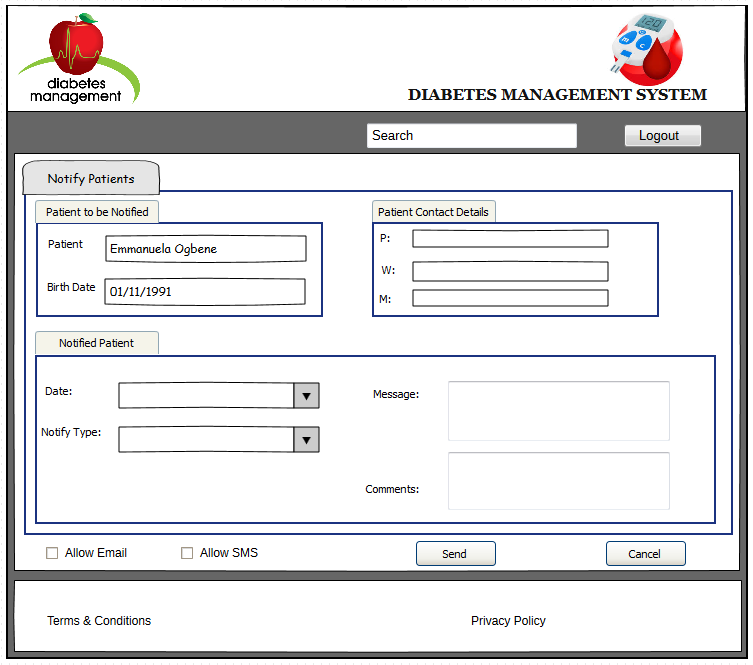 diabetes
management
120
m
c
DIABETES MANAGEMENT SYSTEM
Search
Logout
Notify Patients
Patient to be Notified
Patient Contact Details
Patient
Emmanuela Ogbene
Birth Date
01/11/1991
P:
W:
M:
Notified Patient
Date:
Notify Type:
Message:
Comments:
Allow Email
Allow SMS
Send
Cancel
Terms & Conditions
Privacy Policy